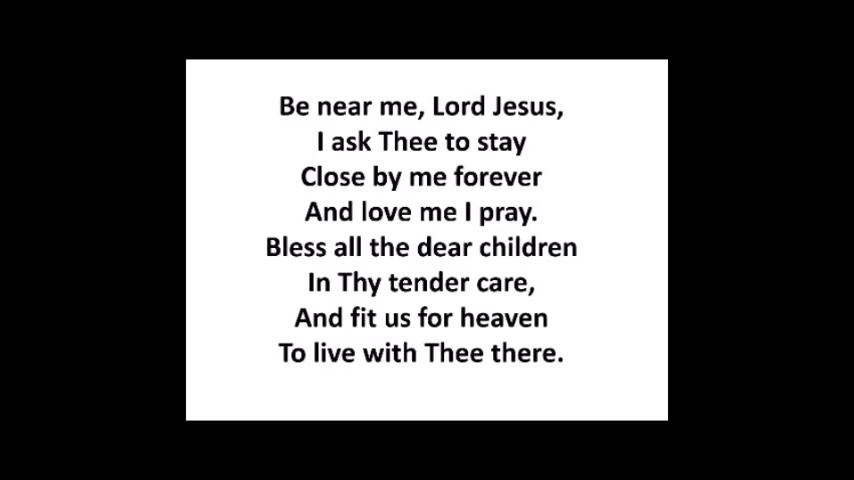 Be near me, Lord Jesus,
I ask Thee to stay
Close by me forever
And love me I pray.
Bless all the dear children
In Thy tender care,
And fit us for heaven
To live with Thee there.